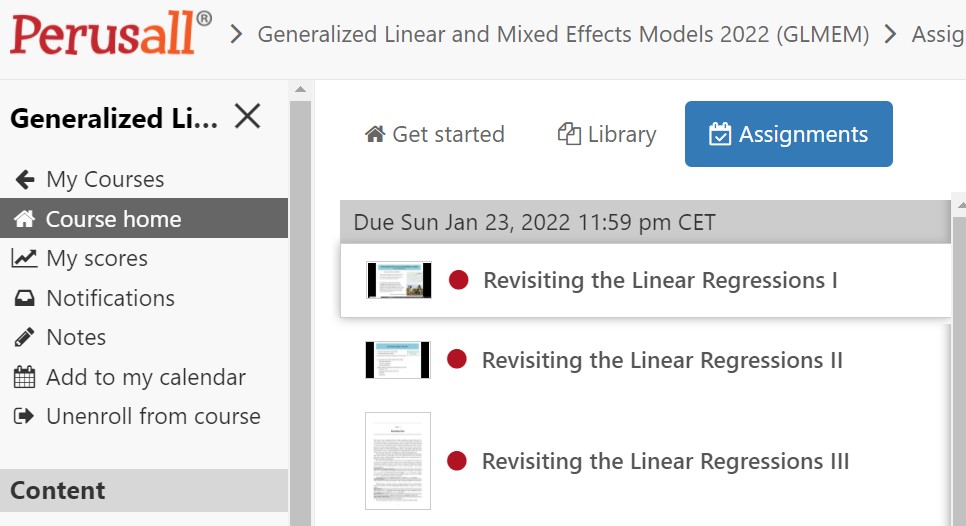 Perusall® > Generalized Linear and Mixed Effects Models 2022 (GLMEM) > Assig
Generalized Li...
My Courses
Course home
My scores
Notifications
Notes
Add to my calendar
Unenroll from course
Content
Get started Library Assignments
Due Sun Jan 23, 2022 11:59 pm CET
Revisiting the Linear Regressions I
Revisiting the Linear Regressions II
Revisiting the Linear Regressions III